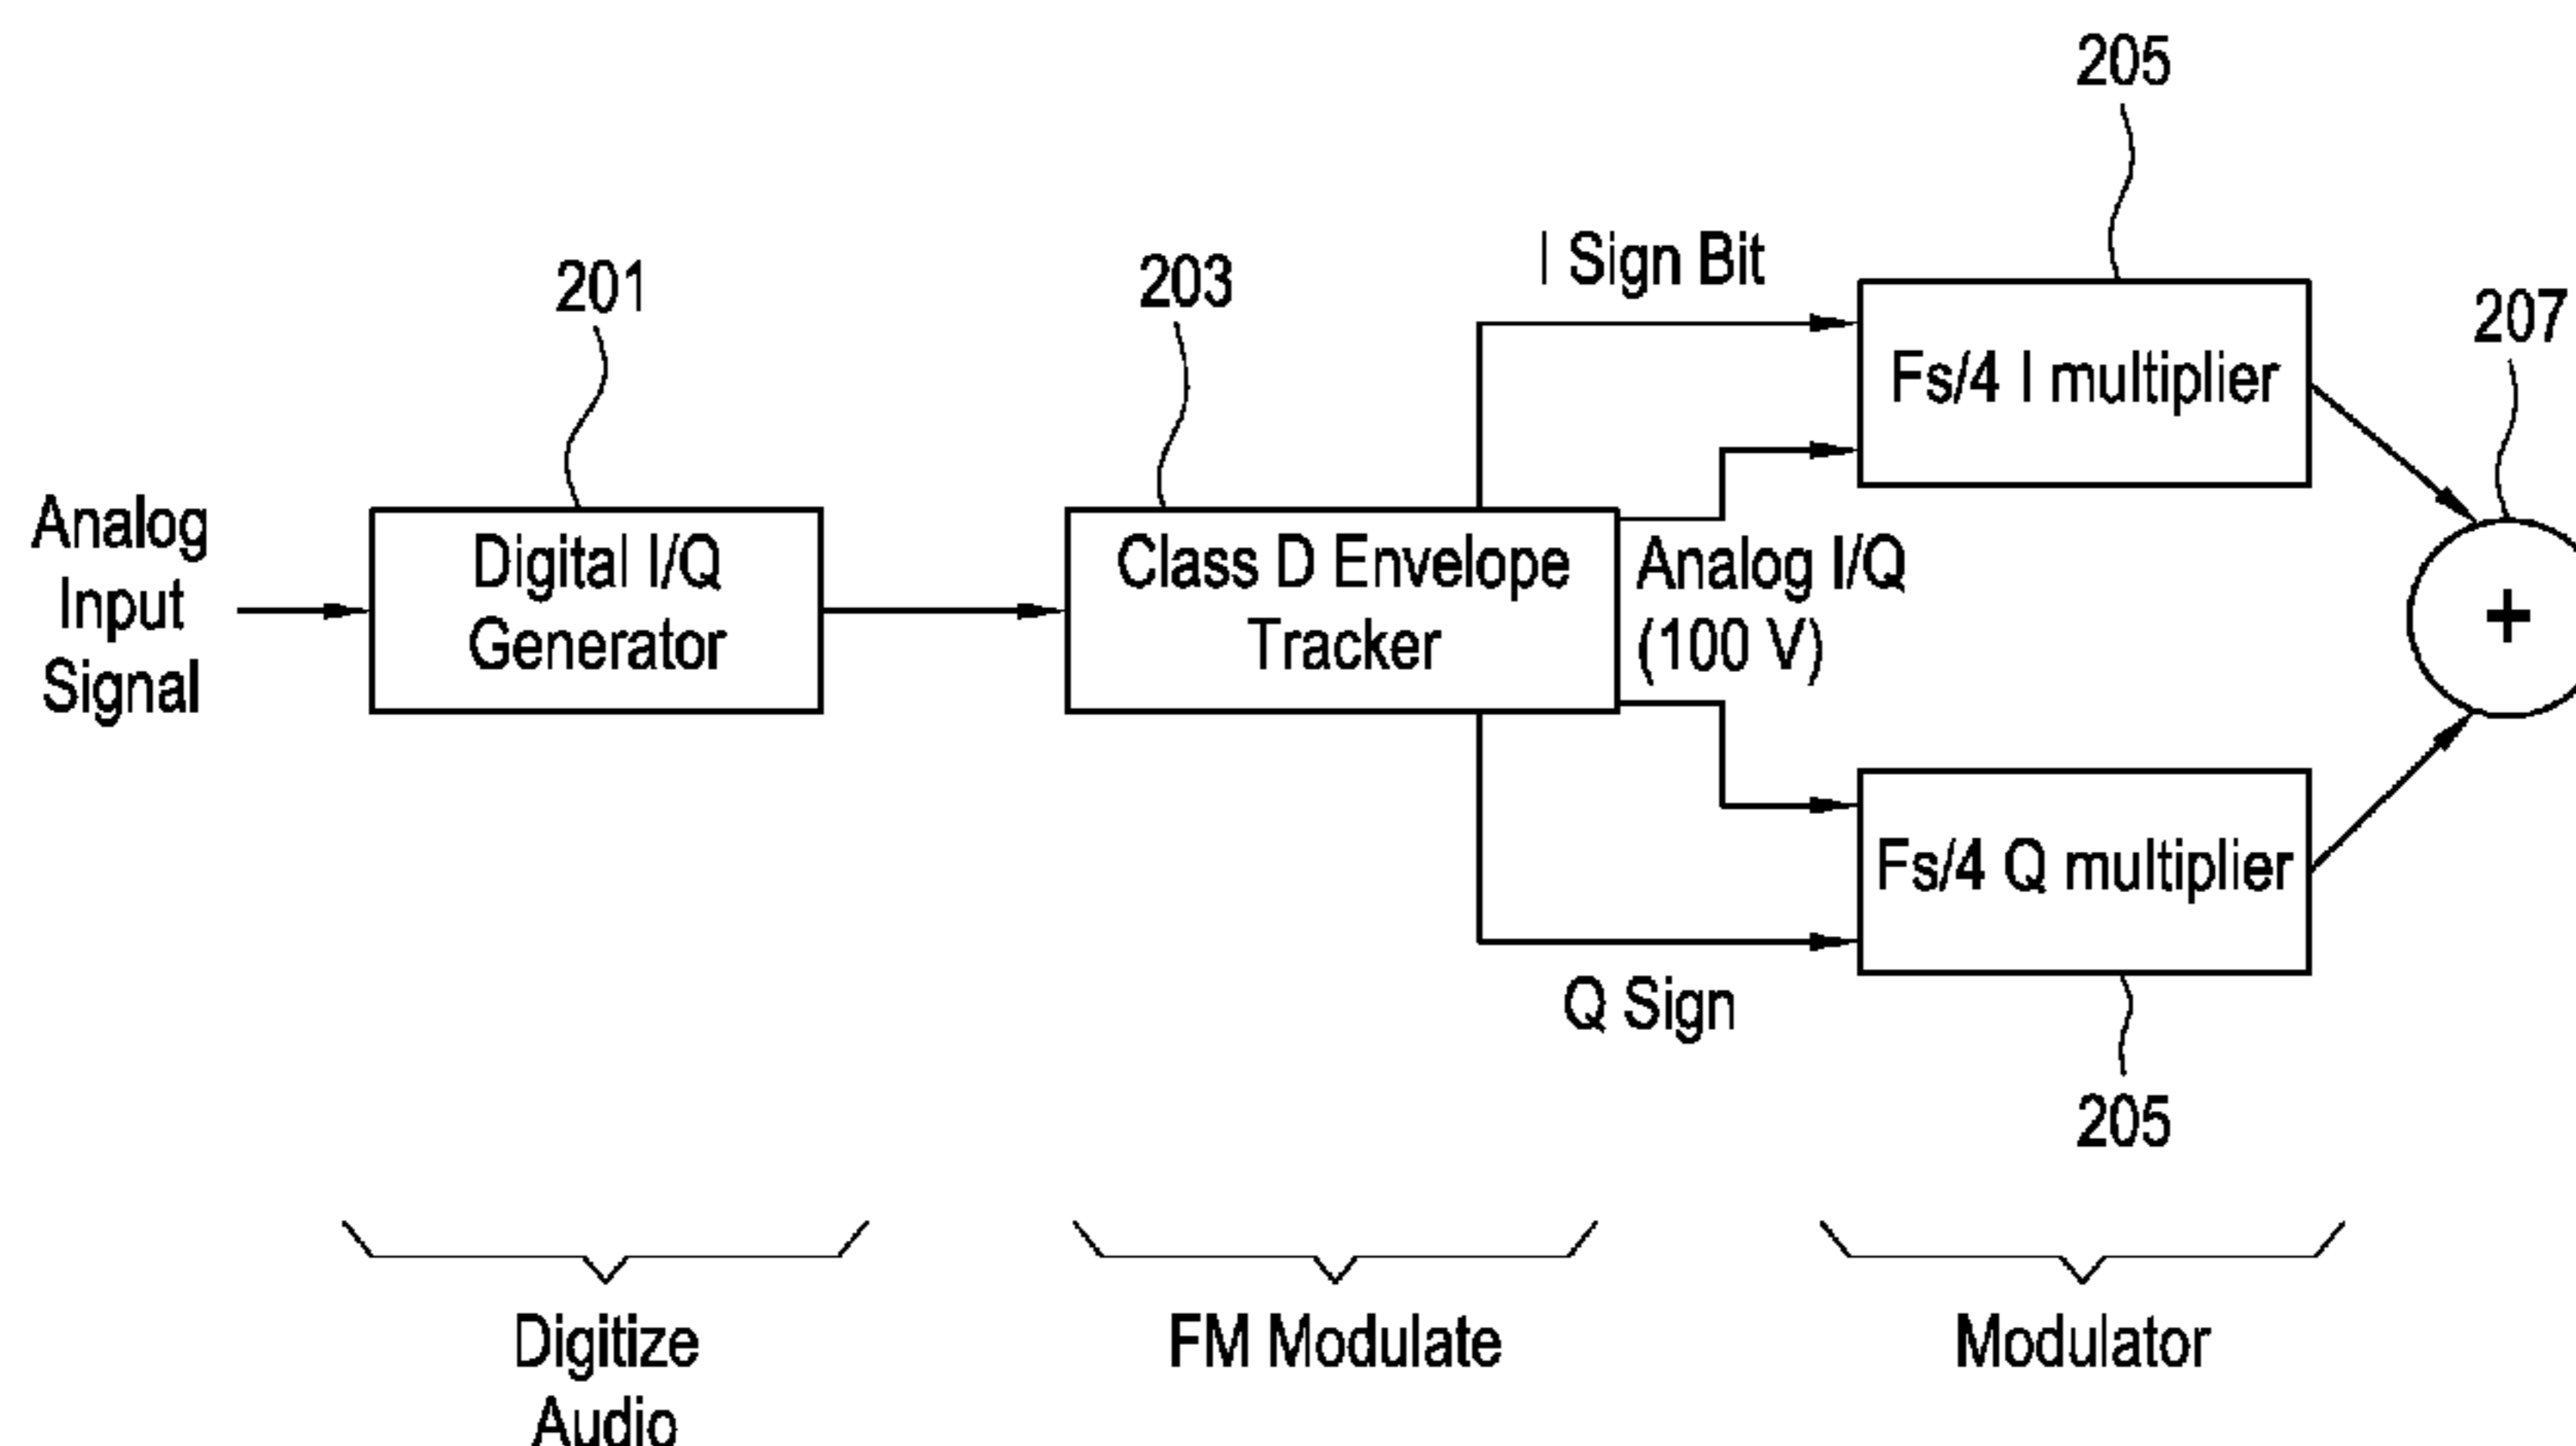 205
I Sign Bit
201
203
207
Fs/4 I multiplier
Analog
Input
Signal
Digital I/Q
Generator
Class D Envelope
Tracker
Analog I/Q
(100 V)
+
Fs/4 Q multiplier
Q Sign
205
Digitize
Audio
FM Modulate
Modulator